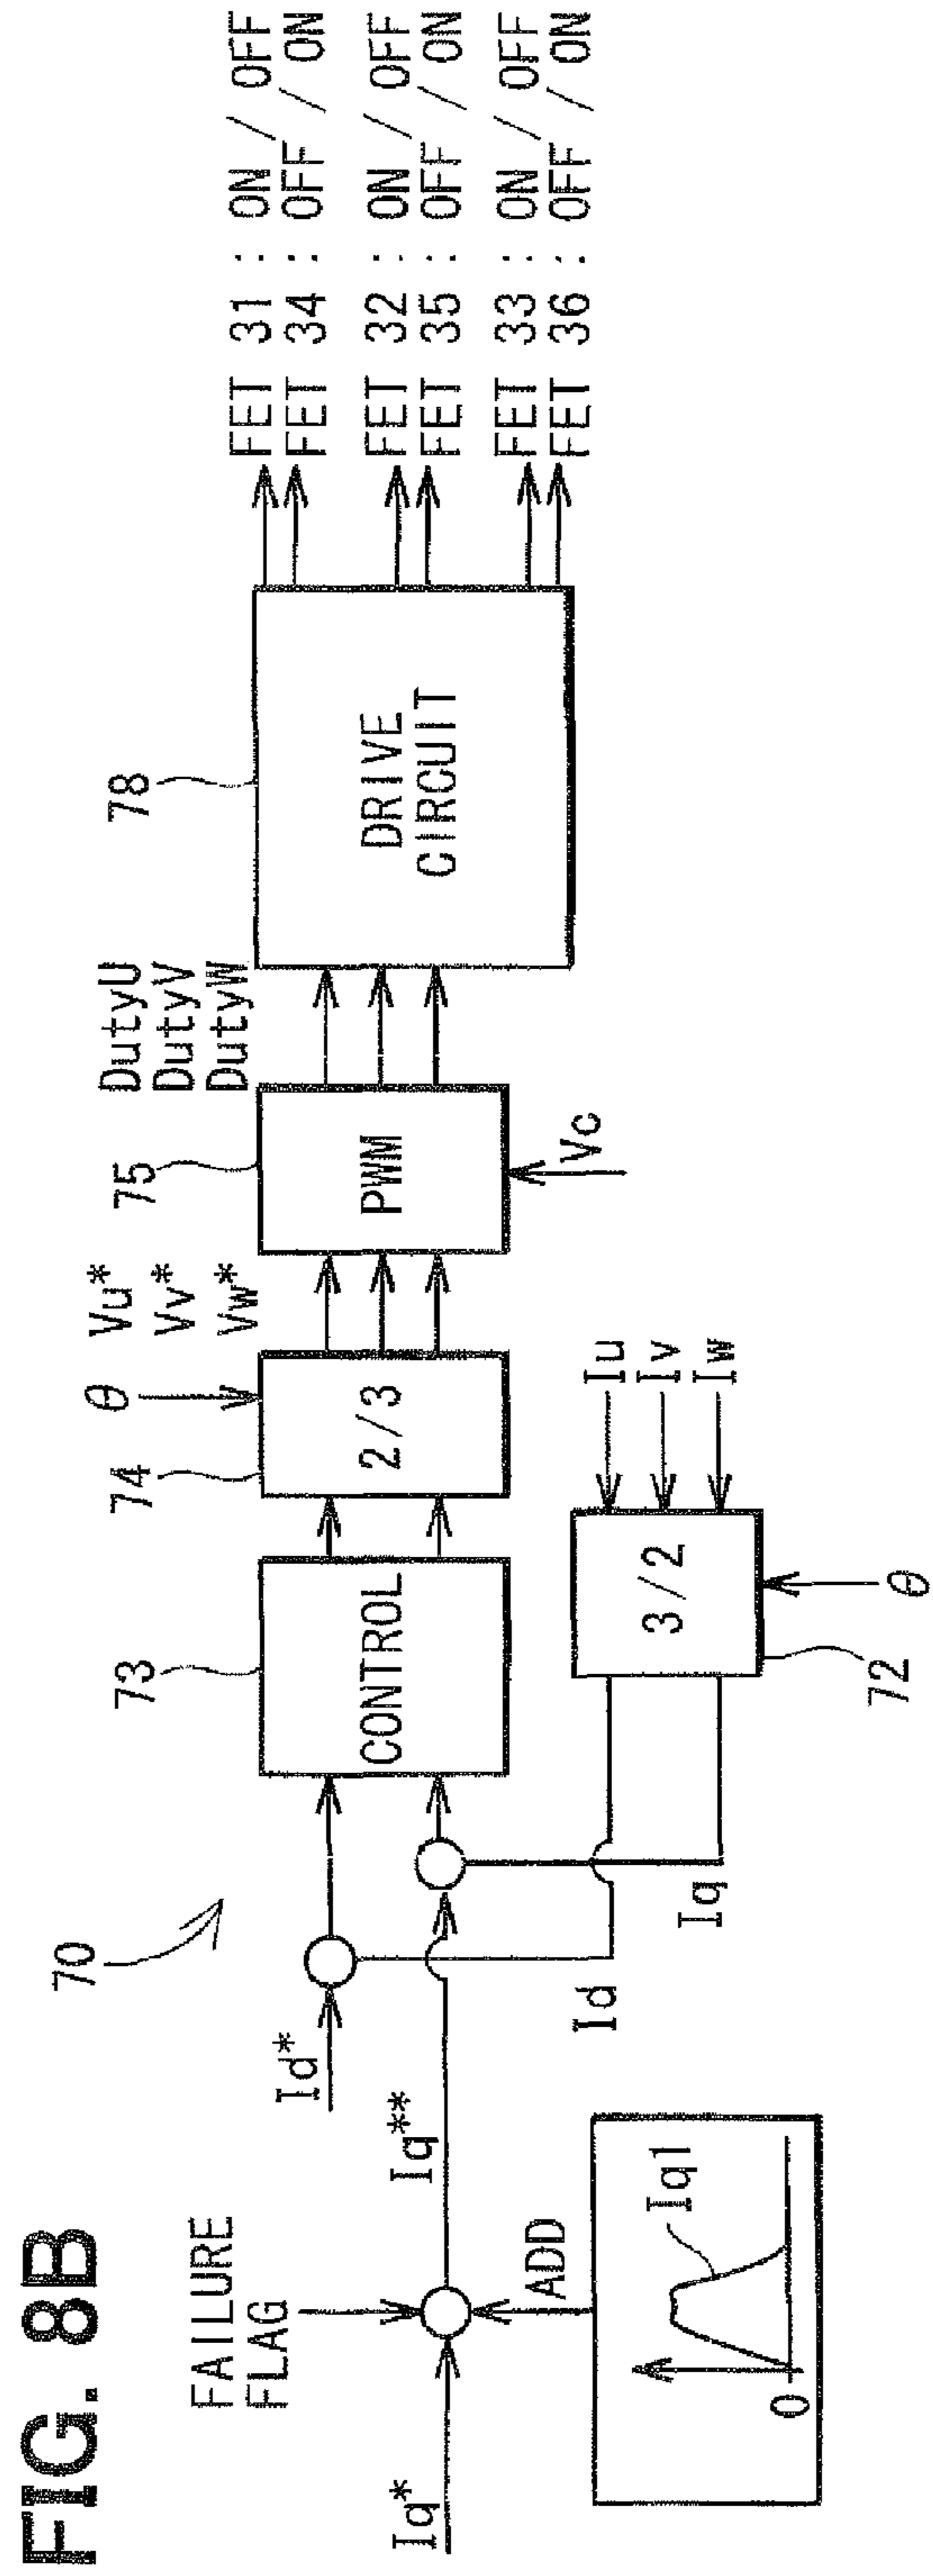 FIG. 8B
70
Iq*
FAILURE
FLAG
ADD
Iq1
0
Iq**
Id*
Id
Iq
73
CONTROL
74
θ
2/3
Vu*
Vv*
Vw*
72
3/2
θ
Iu
Iv
Iw
75
PWM
Vc
DutyU
DutyV
DutyW
78
DRIVE
CIRCUIT
FET 31 : ON / OFF
FET 34 : OFF / ON
FET 32 : ON / OFF
FET 35 : OFF / ON
FET 33 : ON / OFF
FET 36 : OFF / ON